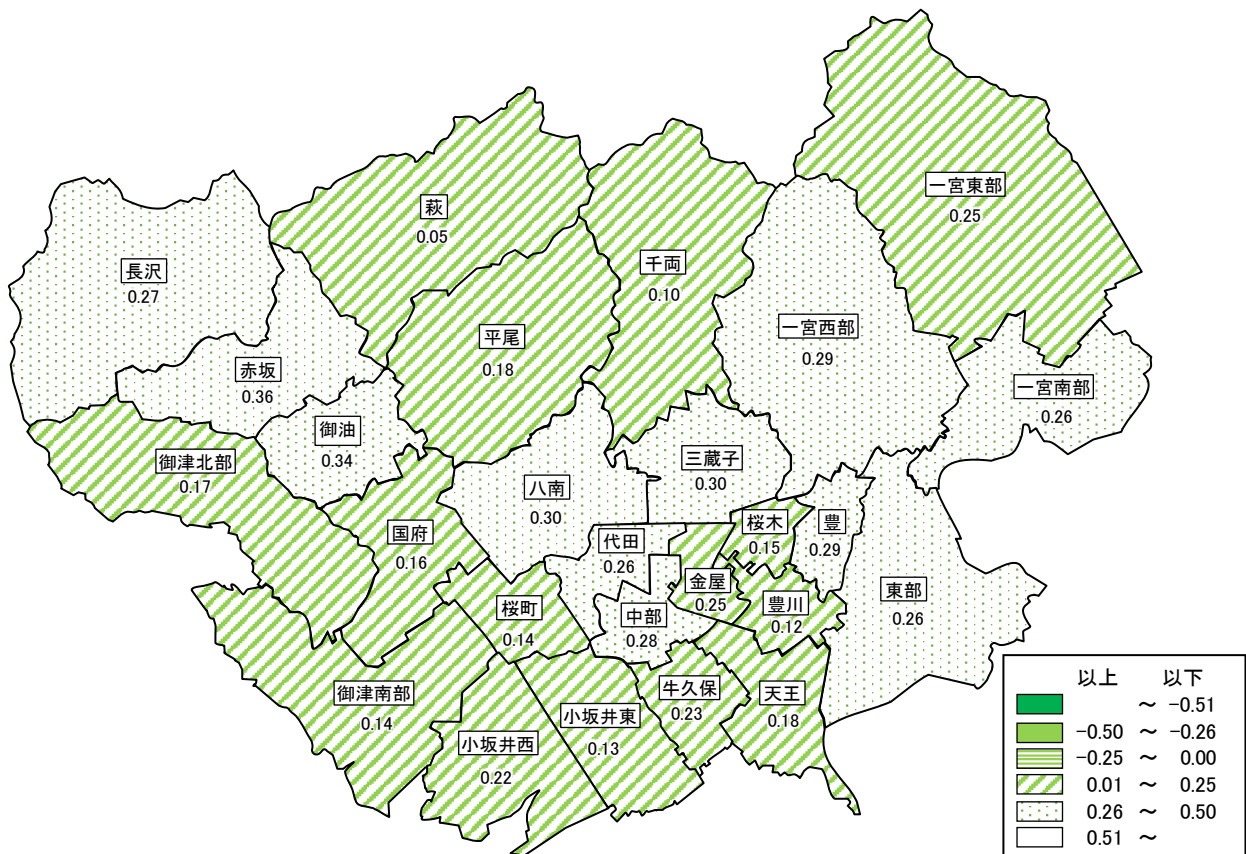 一宮東部
0.25
萩
0.05
長沢
0.27
千両
0.10
一宮西部
0.29
平尾
0.18
赤坂
0.36
一宮南部
0.26
御油
0.34
御津北部
0.17
三蔵子
0.30
八南
0.30
国府
0.16
代田
0.26
桜木
0.15
豊
0.29
金屋
0.25
豊川
0.12
東部
0.26
桜町
0.14
中部
0.28
御津南部
0.14
牛久保
0.23
天王
0.18
小坂井東
0.13
小坂井西
0.22
以上 以下
～ -0.51
-0.50 ～ -0.26
-0.25 ～ 0.00
0.01 ～ 0.25
0.26 ～ 0.50
0.51 ～